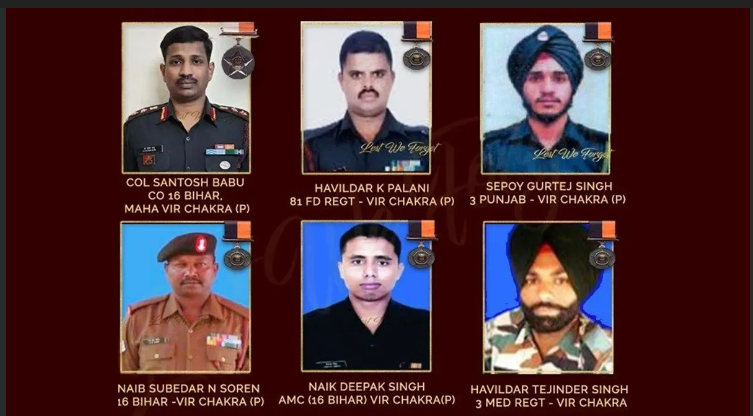 COL SANTOSH BABU
CO 16 BIHAR,
MAHA VIR CHAKRA (P)
Lest We Forget
HAVILDAR K PALANI
81 FD REGT - VIR CHAKRA (P)
Lest We Forget
SEPOY GURTEJ SINGH
3 PUNJAB - VIR CHAKRA (P)
NAIB SUBEDAR N SOREN
16 BIHAR -VIR CHAKRA (P)
NAIK DEEPAK SINGH
AMC (16 BIHAR) VIR CHAKRA(P)
HAVILDAR TEJINDER SINGH
3 MED REGT - VIR CHAKRA